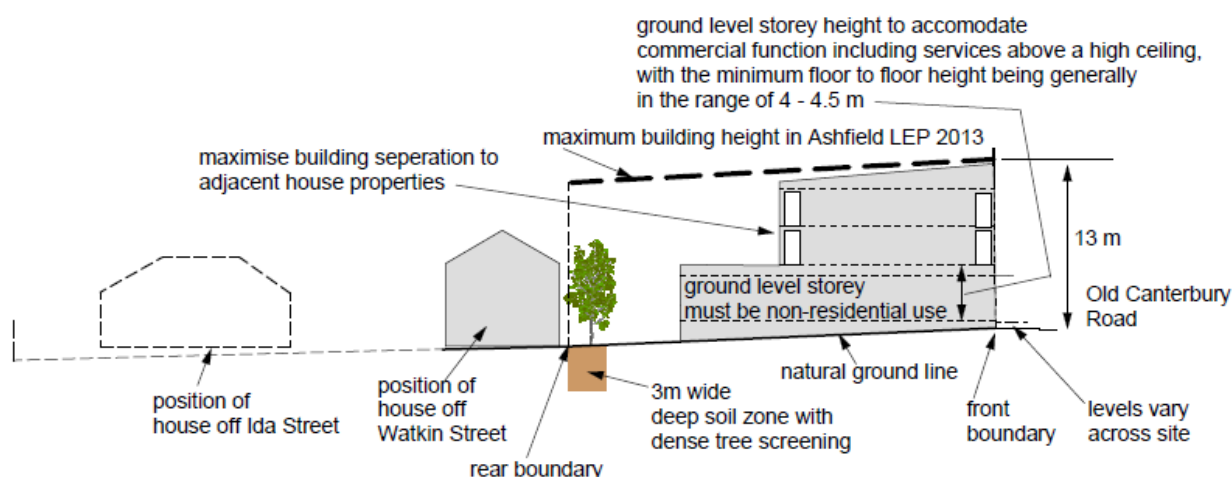 ground level storey height to accomodate
commercial function including services above a high ceiling,
with the minimum floor to floor height being generally
in the range of 4 - 4.5 m
maximum building height in Ashfield LEP 2013
maximise building seperation to
adjacent house properties
13 m
ground level storey
must be non-residential use
Old Canterbury
Road
natural ground line
position of
house off Ida Street
position of
house off
Watkin Street
3m wide
deep soil zone with
dense tree screening
front
boundary
levels vary
across site
rear boundary